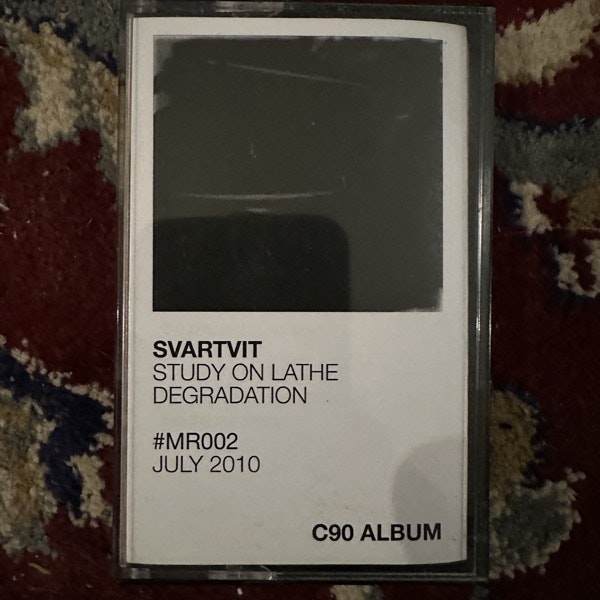 SVARTVIT
STUDY ON LATHE
DEGRADATION
#MR002
JULY 2010
C90 ALBUM